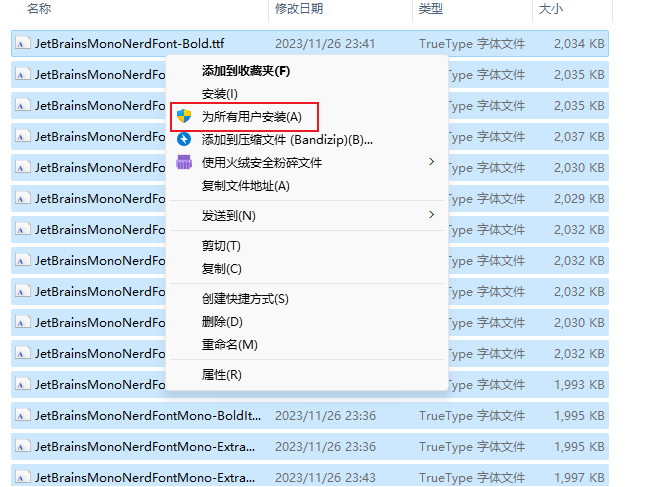 名称 修改日期 类型 大小
JetBrainsMonoNerdFont-Bold.ttf 2023/11/26 23:41 TrueType 字体文件 2,034 KB
JetBrainsMonoNerdFo TrueType 字体文件 2,035 KB
JetBrainsMonoNerdFo TrueType 字体文件 2,035 KB
JetBrainsMonoNerdFo TrueType 字体文件 2,037 KB
JetBrainsMonoNerdFo TrueType 字体文件 2,030 KB
JetBrainsMonoNerdFo TrueType 字体文件 2,029 KB
JetBrainsMonoNerdFo TrueType 字体文件 2,032 KB
JetBrainsMonoNerdFo TrueType 字体文件 2,032 KB
JetBrainsMonoNerdFo TrueType 字体文件 2,032 KB
JetBrainsMonoNerdFo TrueType 字体文件 2,030 KB
JetBrainsMonoNerdFo TrueType 字体文件 2,032 KB
JetBrainsMonoNerdFo TrueType 字体文件 1,993 KB
JetBrainsMonoNerdFontMono-BoldIt... 2023/11/26 23:36 TrueType 字体文件 1,995 KB
JetBrainsMonoNerdFontMono-Extra... 2023/11/26 23:36 TrueType 字体文件 1,995 KB
JetBrainsMonoNerdFontMono-Extra... 2023/11/26 23:43 TrueType 字体文件 1,997 KB
添加到收藏夹(F)
安装(I)
为所有用户安装(A)
添加到压缩文件 (Bandizip)(B)...
使用火绒安全粉碎文件
复制文件地址(A)
发送到(N)
剪切(T)
复制(C)
创建快捷方式(S)
删除(D)
重命名(M)
属性(R)